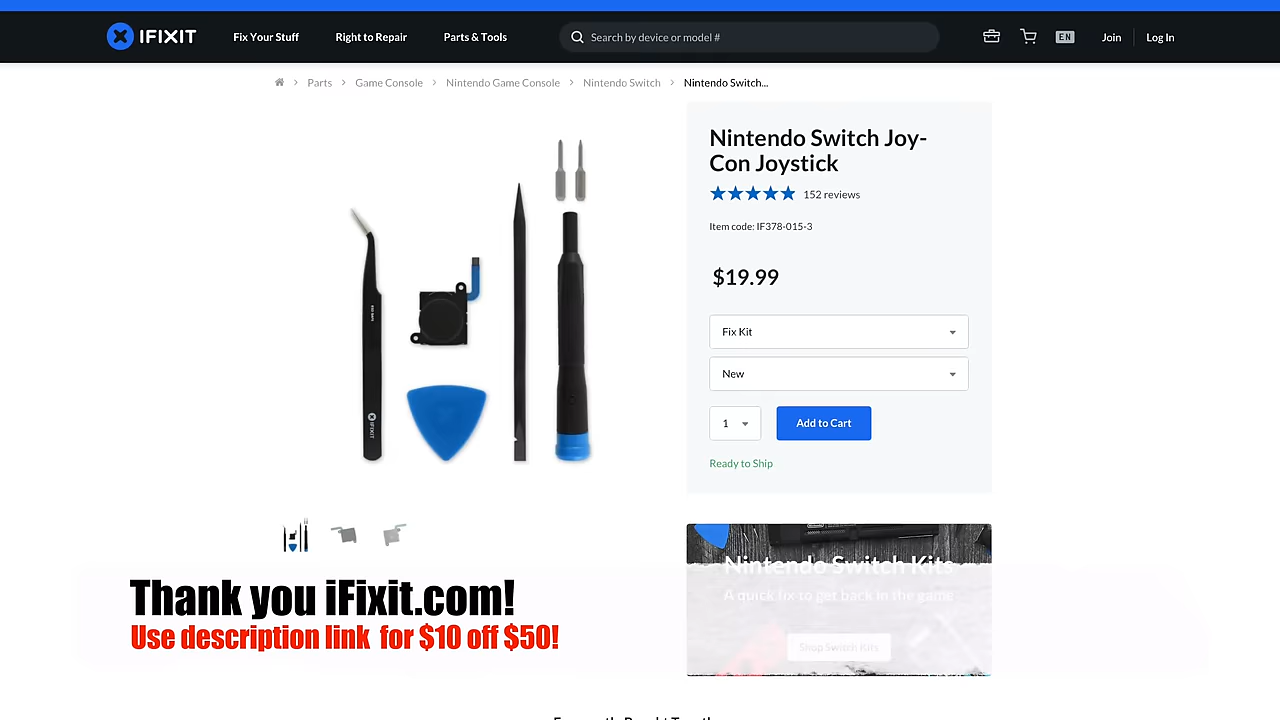 IFIXIT
Fix Your Stuff
Right to Repair
Parts & Tools
Search by device or model #
EN
Join
Log In
Parts
Game Console
Nintendo Game Console
Nintendo Switch
Nintendo Switch...
Nintendo Switch Joy-
Con Joystick
152 reviews
Item code: IF378-015-3
$19.99
Fix Kit
New
1
Add to Cart
Ready to Ship
IFIXIT
Nintendo Switch Kits
A quick fix to get back in the game
Shop Switch Kits
Thank you iFixit.com!
Use description link for $10 off $50!